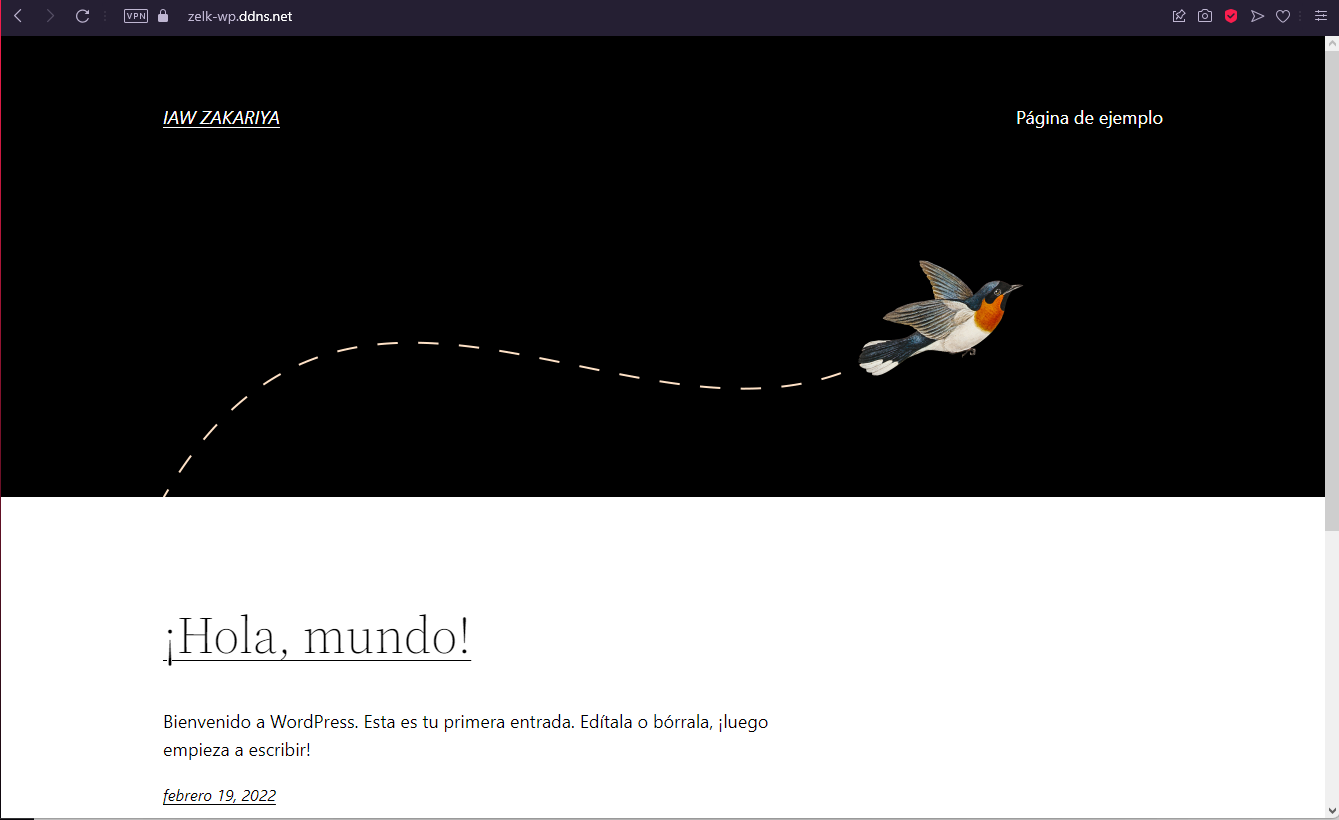 VPN
zelk-wp.ddns.net
IAW ZAKARIYA
Página de ejemplo
¡Hola, mundo!
Bienvenido a WordPress. Esta es tu primera entrada. Edítala o bórrala, ¡luego
empieza a escribir!
febrero 19, 2022